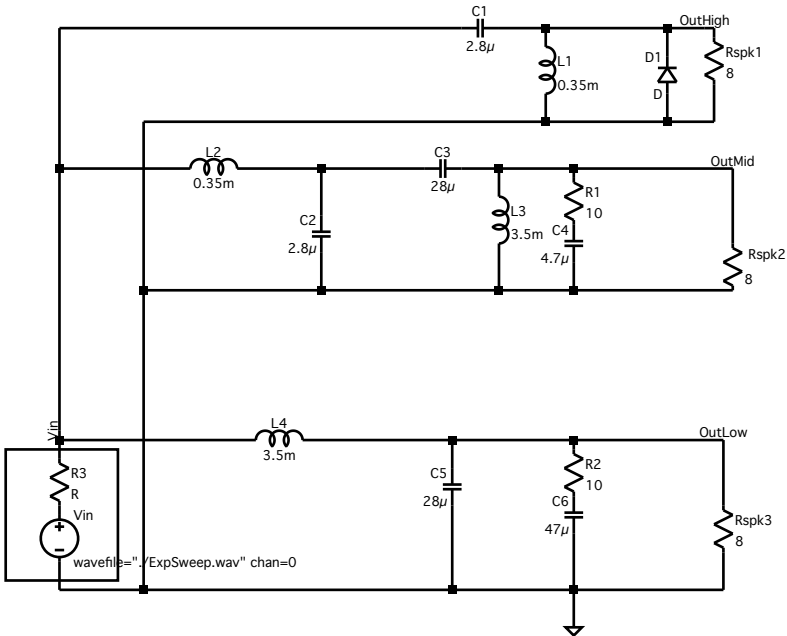 C1
2.8µ
OutHigh
L1
0.35m
D1
D
Rspk1
8
L2
0.35m
C3
28µ
OutMid
C2
2.8µ
L3
3.5m
R1
10
C4
4.7µ
Rspk2
8
Vin
L4
3.5m
OutLow
C5
28µ
R2
10
C6
47µ
Rspk3
8
R3
R
Vin
wavefile="./ExpSweep.wav" chan=0